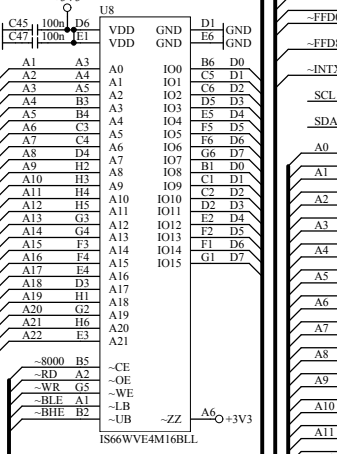 U8
C45 100n D6 VDD GND D1 GND
C47 100n E1 VDD GND E6 GND
A1 A3 A0 IO0 B6 D0
A2 A4 A1 IO1 C5 D1
A3 A5 A2 IO2 C6 D2
A4 B3 A3 IO3 D5 D3
A5 B4 A4 IO4 E5 D4
A6 C3 A5 IO5 F5 D5
A7 C4 A6 IO6 F6 D6
A8 D4 A7 IO7 G6 D7
A9 H2 A8 IO8 B1 D0
A10 H3 A9 IO9 C1 D1
A11 H4 A10 IO10 C2 D2
A12 H5 A11 IO11 D2 D3
A13 G3 A12 IO12 E2 D4
A14 G4 A13 IO13 F2 D5
A15 F3 A14 IO14 F1 D6
A16 F4 A15 IO15 G1 D7
A17 E4 A16
A18 D3 A17
A19 H1 A18
A20 G2 A19
A21 H6 A20
A22 E3 A21
~8000 B5 ~CE
~RD A2 ~OE
~WR G5 ~WE
~BLE A1 ~LB
~BHE B2 ~UB ~ZZ A6 +3V3
IS66WVE4M16BLL
~INTX
SCL
SDA
A0
A1
A2
A3
A4
A5
A6
A7
A8
A9
A10
A11